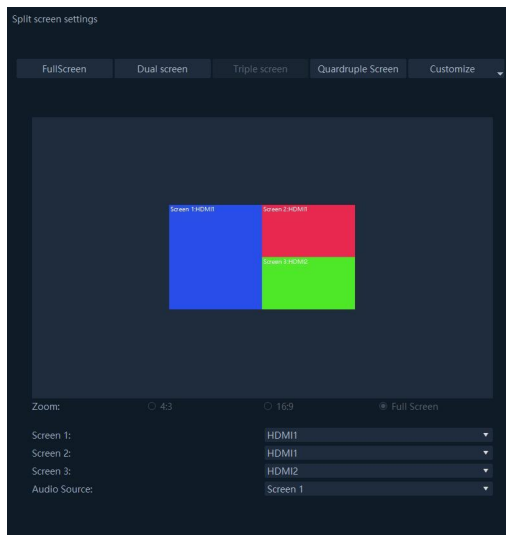 Split screen settings
FullScreen Dual screen Triple screen Quardruple Screen Customize
Screen 1:HDMI1 Screen 2:HDMI1
Screen 3:HDMI2
Zoom: 4:3 16:9 Full Screen
Screen 1: HDMI1
Screen 2: HDMI1
Screen 3: HDMI2
Audio Source: Screen 1